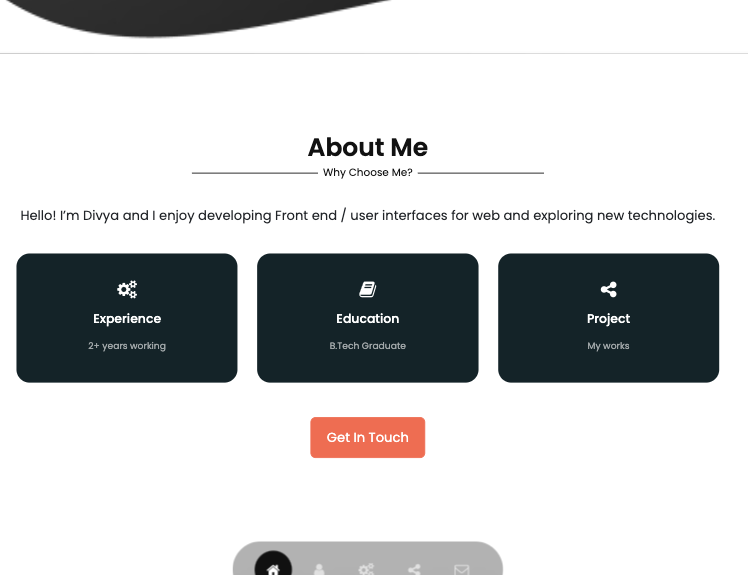 About Me
Why Choose Me?
Hello! I’m Divya and I enjoy developing Front end / user interfaces for web and exploring new technologies.
Experience
2+ years working
Education
B.Tech Graduate
Project
My works
Get In Touch